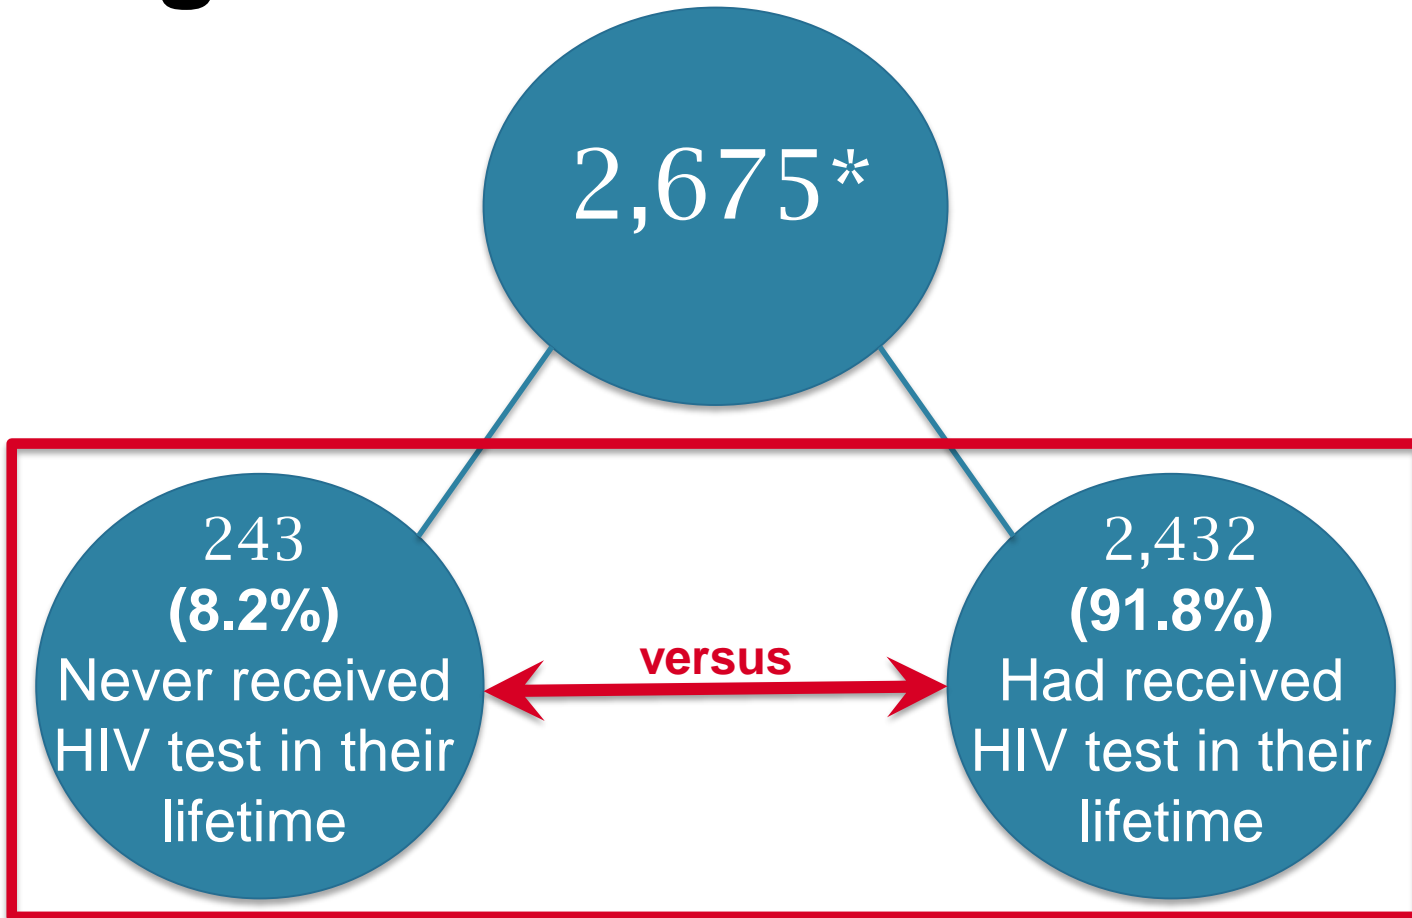 2,675*
243
(8.2%)
Never received
HIV test in their
lifetime
versus
2,432
(91.8%)
Had received
HIV test in their
lifetime